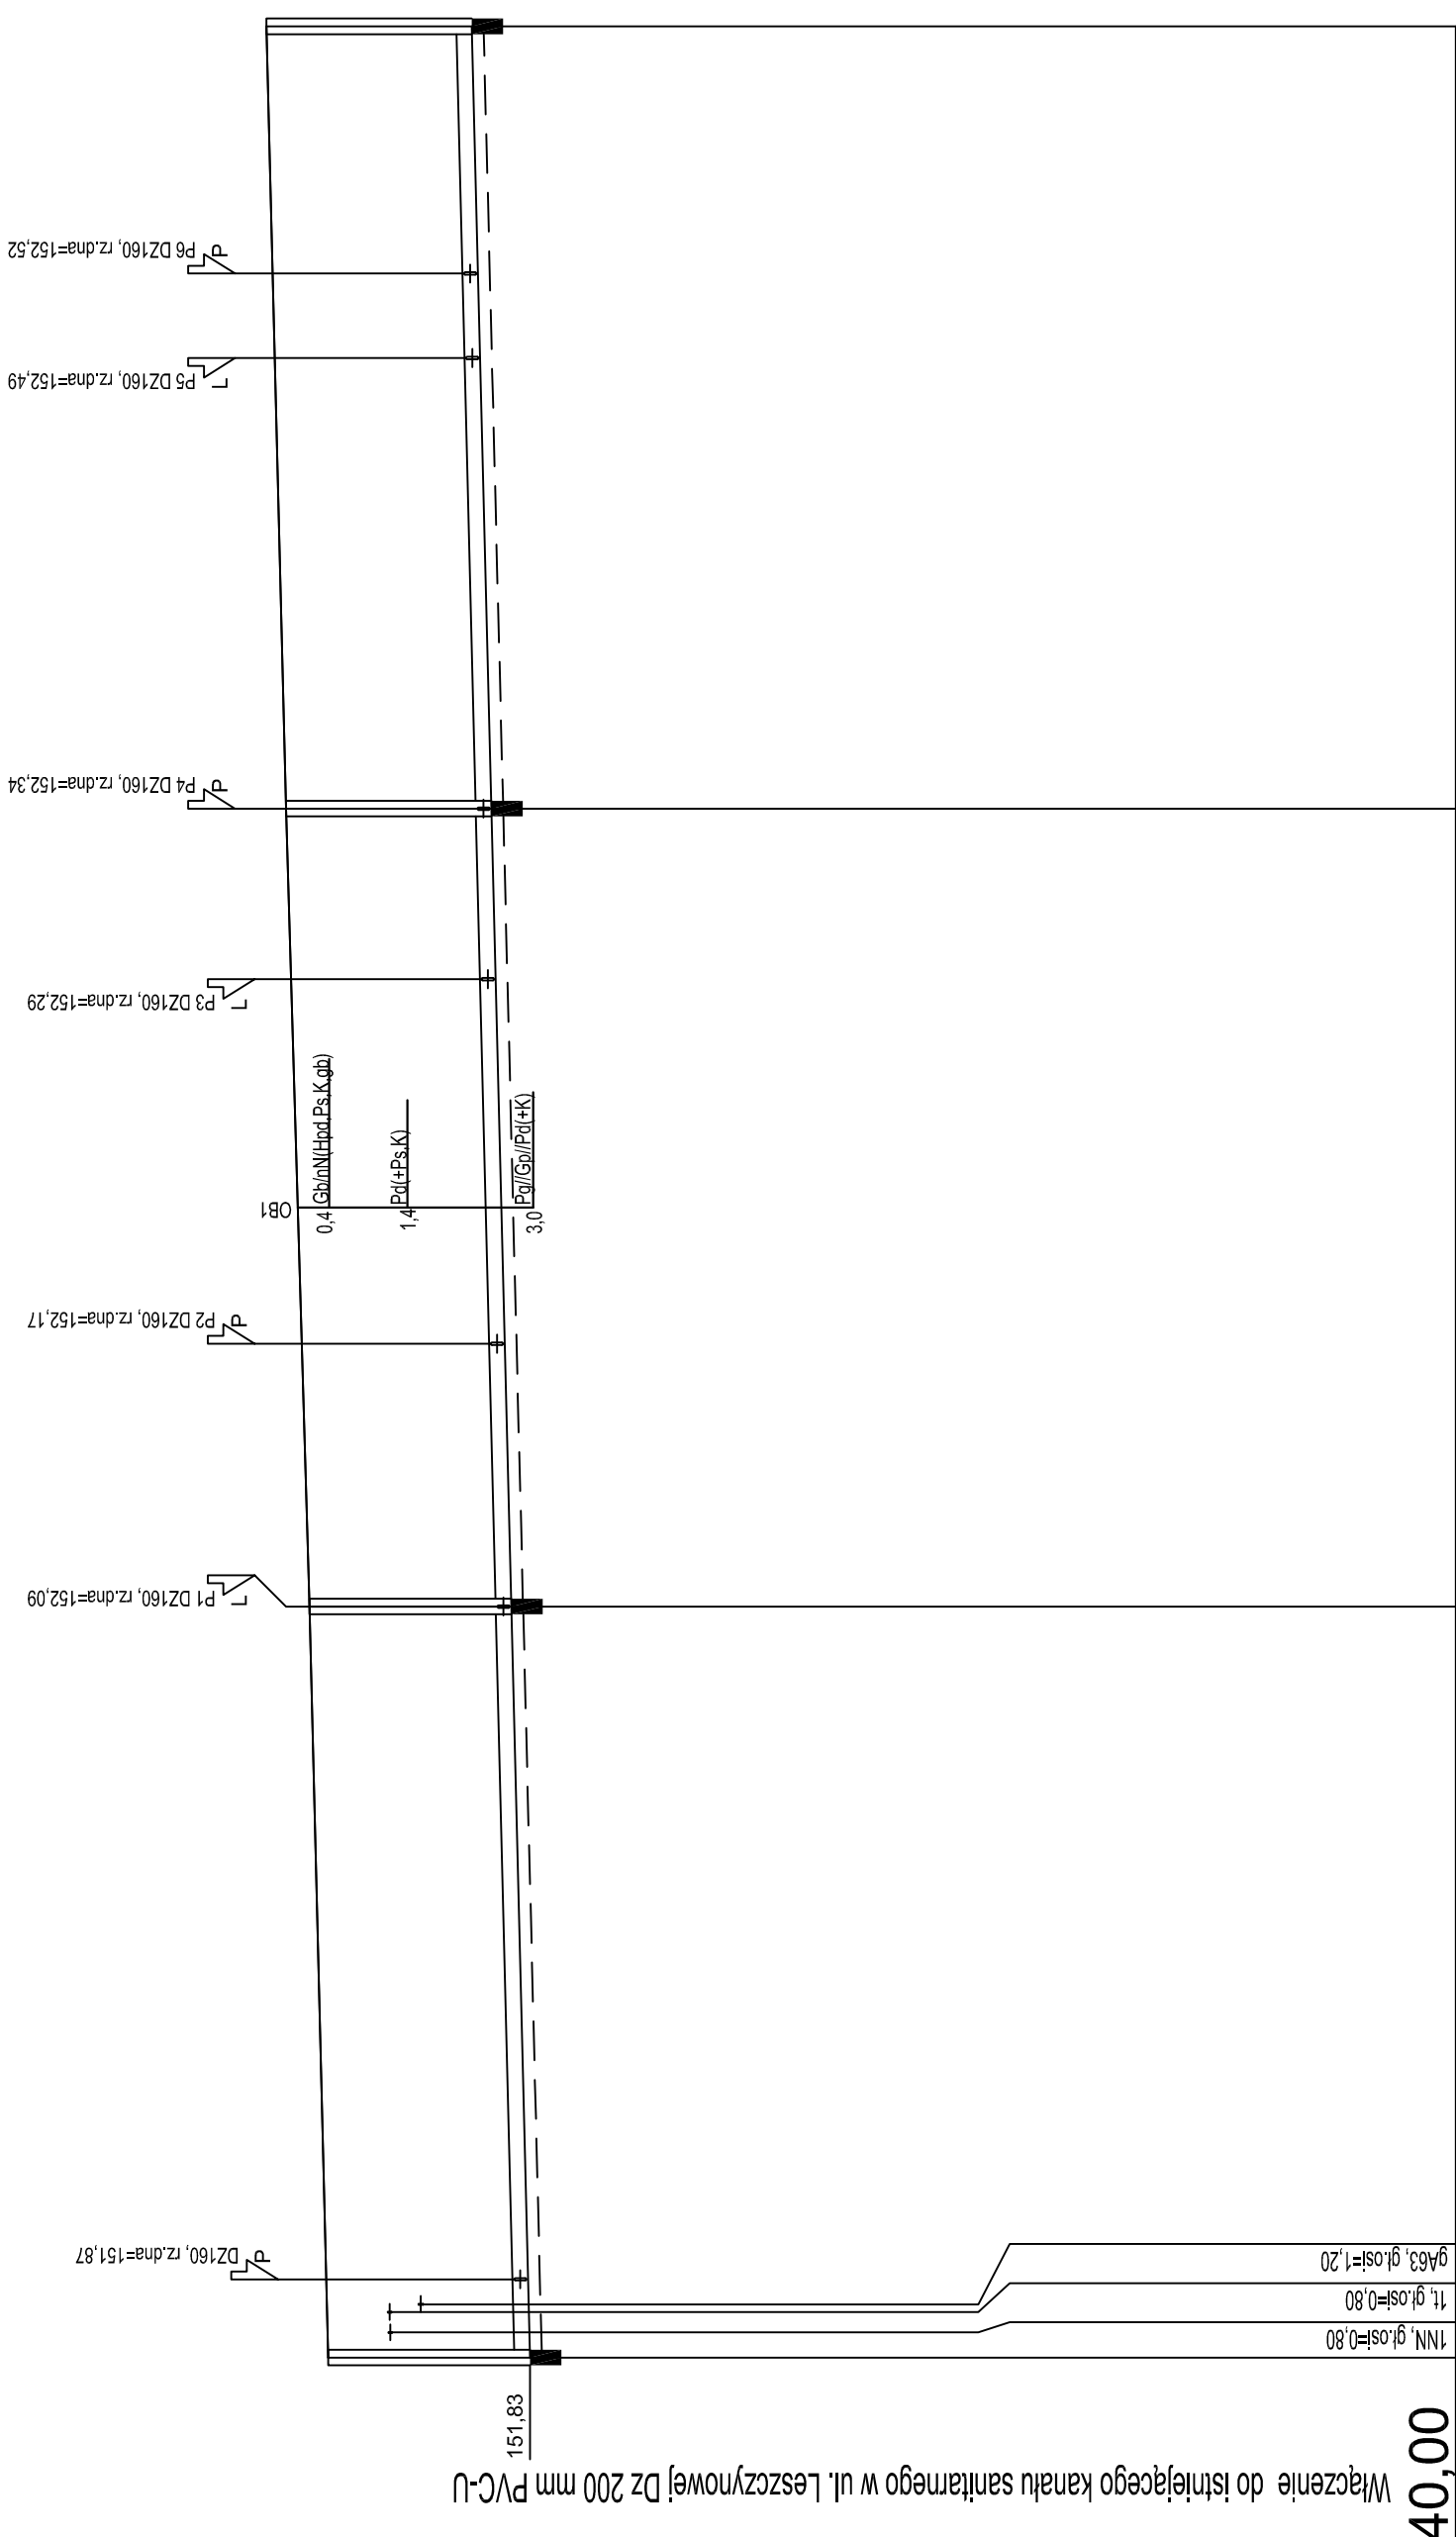 P6 DZ160, rz.dna=152,52
P
P5 DZ160, rz.dna=152,49
L
P4 DZ160, rz.dna=152,34
P
P3 DZ160, rz.dna=152,29
L
OB1
0,4
Gb/nN(Hpd,Ps,K,gb)
1,4
Pd(+Ps,K)
3,0
Pg//Gp//Pd(+K)
P2 DZ160, rz.dna=152,17
P
P1 DZ160, rz.dna=152,09
L
DZ160, rz.dna=151,87
P
gA63, gł.osi=1,20
1t, gł.osi=0,80
1NN, gł.osi=0,80
151,83
Włączenie do istniejącego kanału sanitarnego w ul. Leszczynowej Dz 200 mm PVC-U
40,00